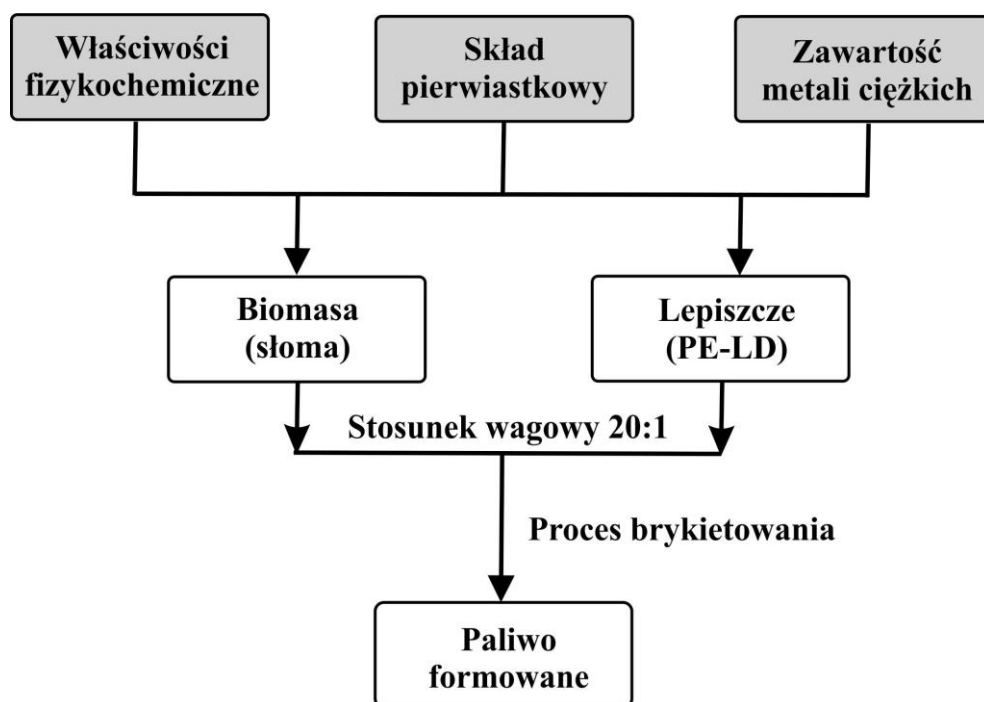 Właściwości
fizykochemiczne
Skład
pierwiastkowy
Zawartość
metali ciężkich
Biomasa
(słoma)
Lepiszcze
(PE-LD)
Stosunek wagowy 20:1
Proces brykietowania
Paliwo
formowane